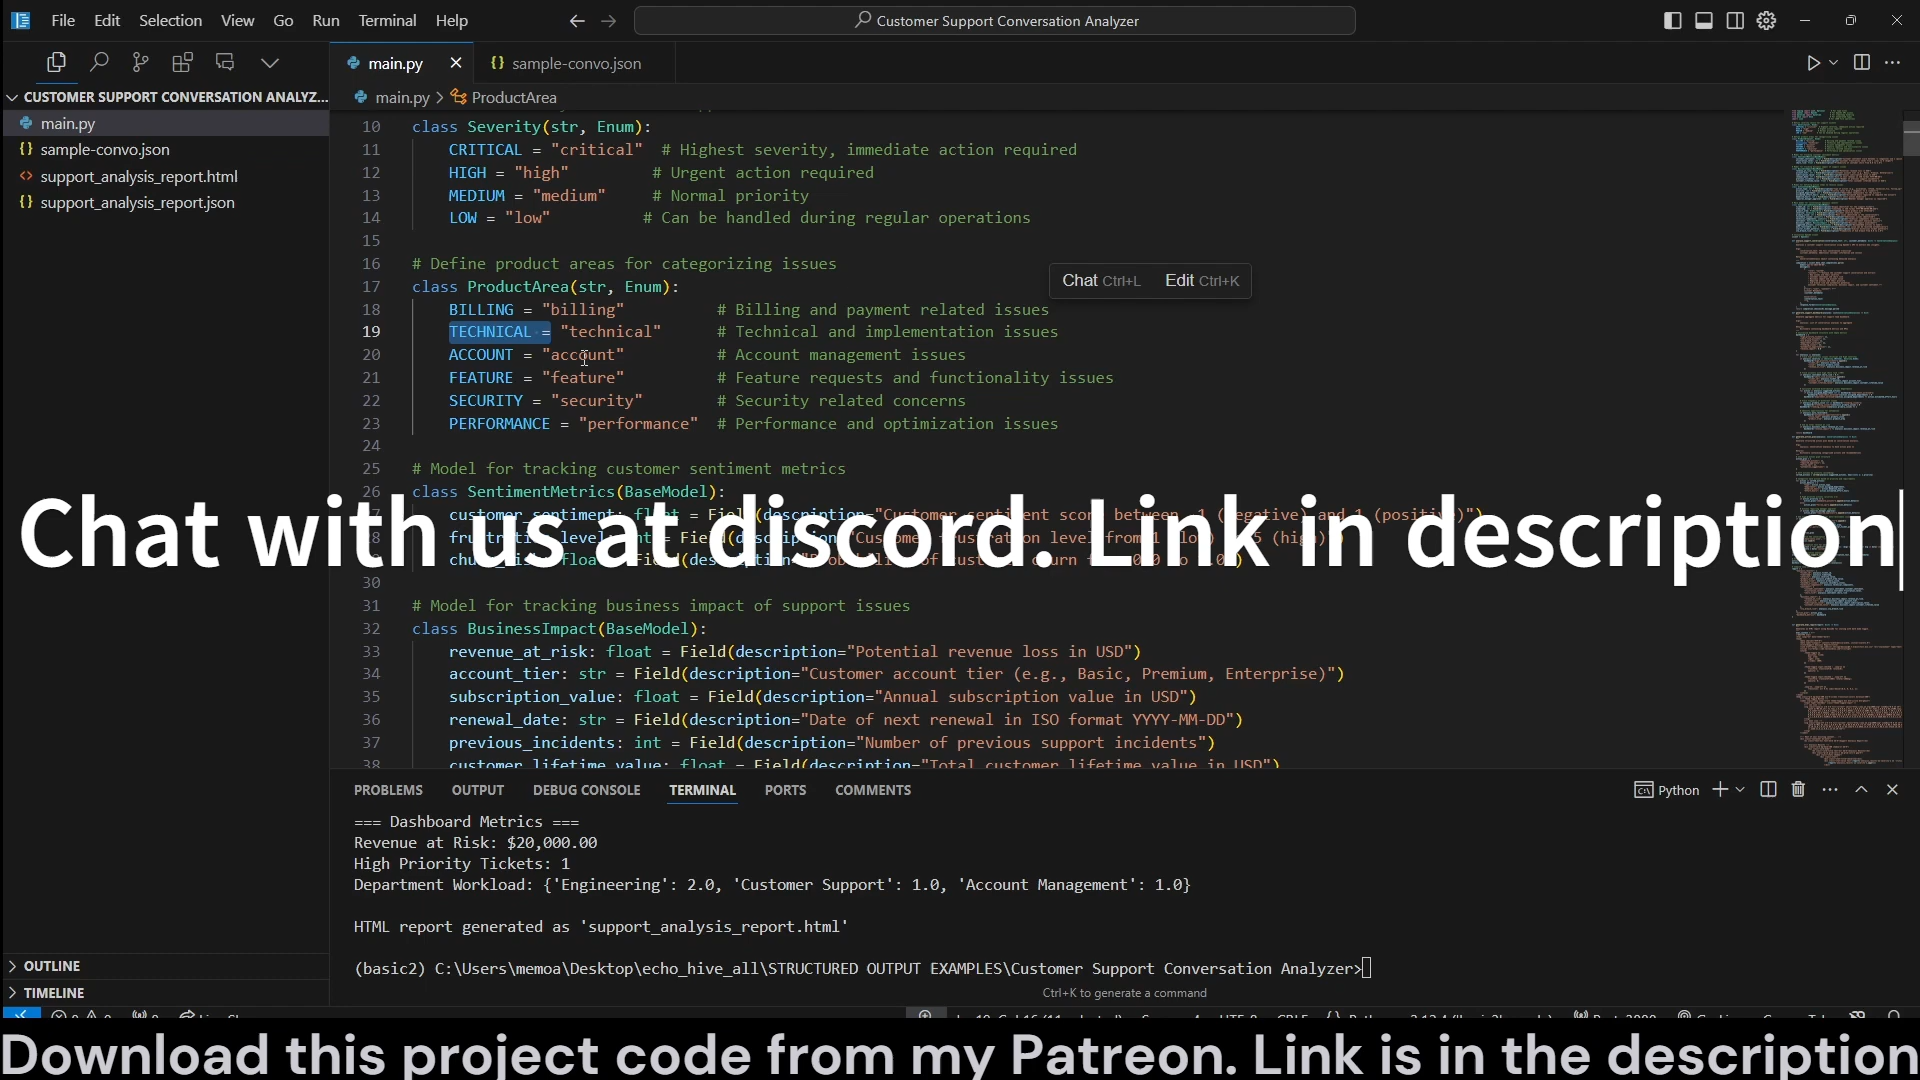 File Edit Selection View Go Run Terminal Help
Customer Support Conversation Analyzer
CUSTOMER SUPPORT CONVERSATION ANALYZ...
main.py
sample-convo.json
support_analysis_report.html
support_analysis_report.json
OUTLINE
TIMELINE
main.py
sample-convo.json
main.py > ProductArea
10 class Severity(str, Enum):
11 CRITICAL = "critical" # Highest severity, immediate action required
12 HIGH = "high" # Urgent action required
13 MEDIUM = "medium" # Normal priority
14 LOW = "low" # Can be handled during regular operations
15
16 # Define product areas for categorizing issues
17 class ProductArea(str, Enum):
Chat Ctrl+L Edit Ctrl+K
18 BILLING = "billing" # Billing and payment related issues
19 TECHNICAL = "technical" # Technical and implementation issues
20 ACCOUNT = "account" # Account management issues
21 FEATURE = "feature" # Feature requests and functionality issues
22 SECURITY = "security" # Security related concerns
23 PERFORMANCE = "performance" # Performance and optimization issues
24
25 # Model for tracking customer sentiment metrics
26 class SentimentMetrics(BaseModel):
Chat with us at discord. Link in description
30
31 # Model for tracking business impact of support issues
32 class BusinessImpact(BaseModel):
33 revenue_at_risk: float = Field(description="Potential revenue loss in USD")
34 account_tier: str = Field(description="Customer account tier (e.g., Basic, Premium, Enterprise)")
35 subscription_value: float = Field(description="Annual subscription value in USD")
36 renewal_date: str = Field(description="Date of next renewal in ISO format YYYY-MM-DD")
37 previous_incidents: int = Field(description="Number of previous support incidents")
38 customer_lifetime_value: float = Field(description="Total customer lifetime value in USD")
PROBLEMS OUTPUT DEBUG CONSOLE TERMINAL PORTS COMMENTS
Python
=== Dashboard Metrics ===
Revenue at Risk: $20,000.00
High Priority Tickets: 1
Department Workload: {'Engineering': 2.0, 'Customer Support': 1.0, 'Account Management': 1.0}
HTML report generated as 'support_analysis_report.html'
(basic2) C:\Users\memoa\Desktop\echo_hive_all\STRUCTURED OUTPUT EXAMPLES\Customer Support Conversation Analyzer>
Ctrl+K to generate a command
Download this project code from my Patreon. Link is in the description